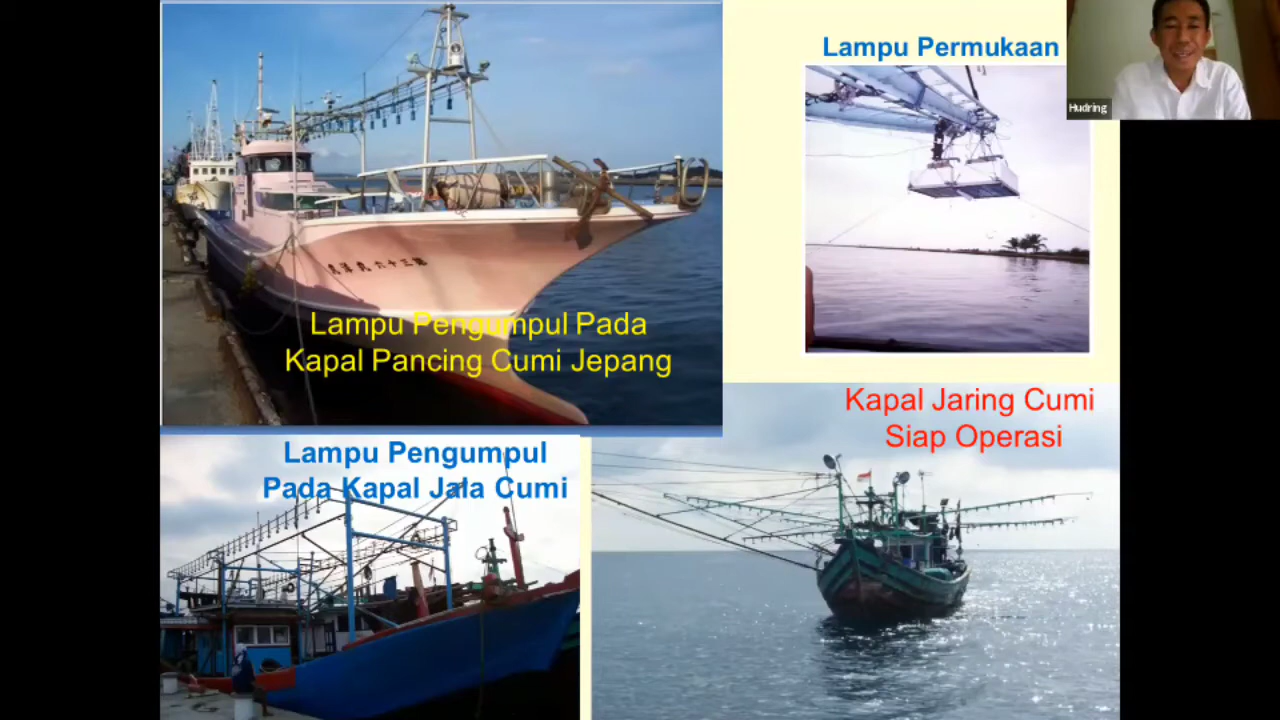 Lampu Permukaan
Hudring
Lampu Pengumpul Pada
Kapal Pancing Cumi Jepang
Kapal Jaring Cumi
Siap Operasi
Lampu Pengumpul
Pada Kapal Jala Cumi